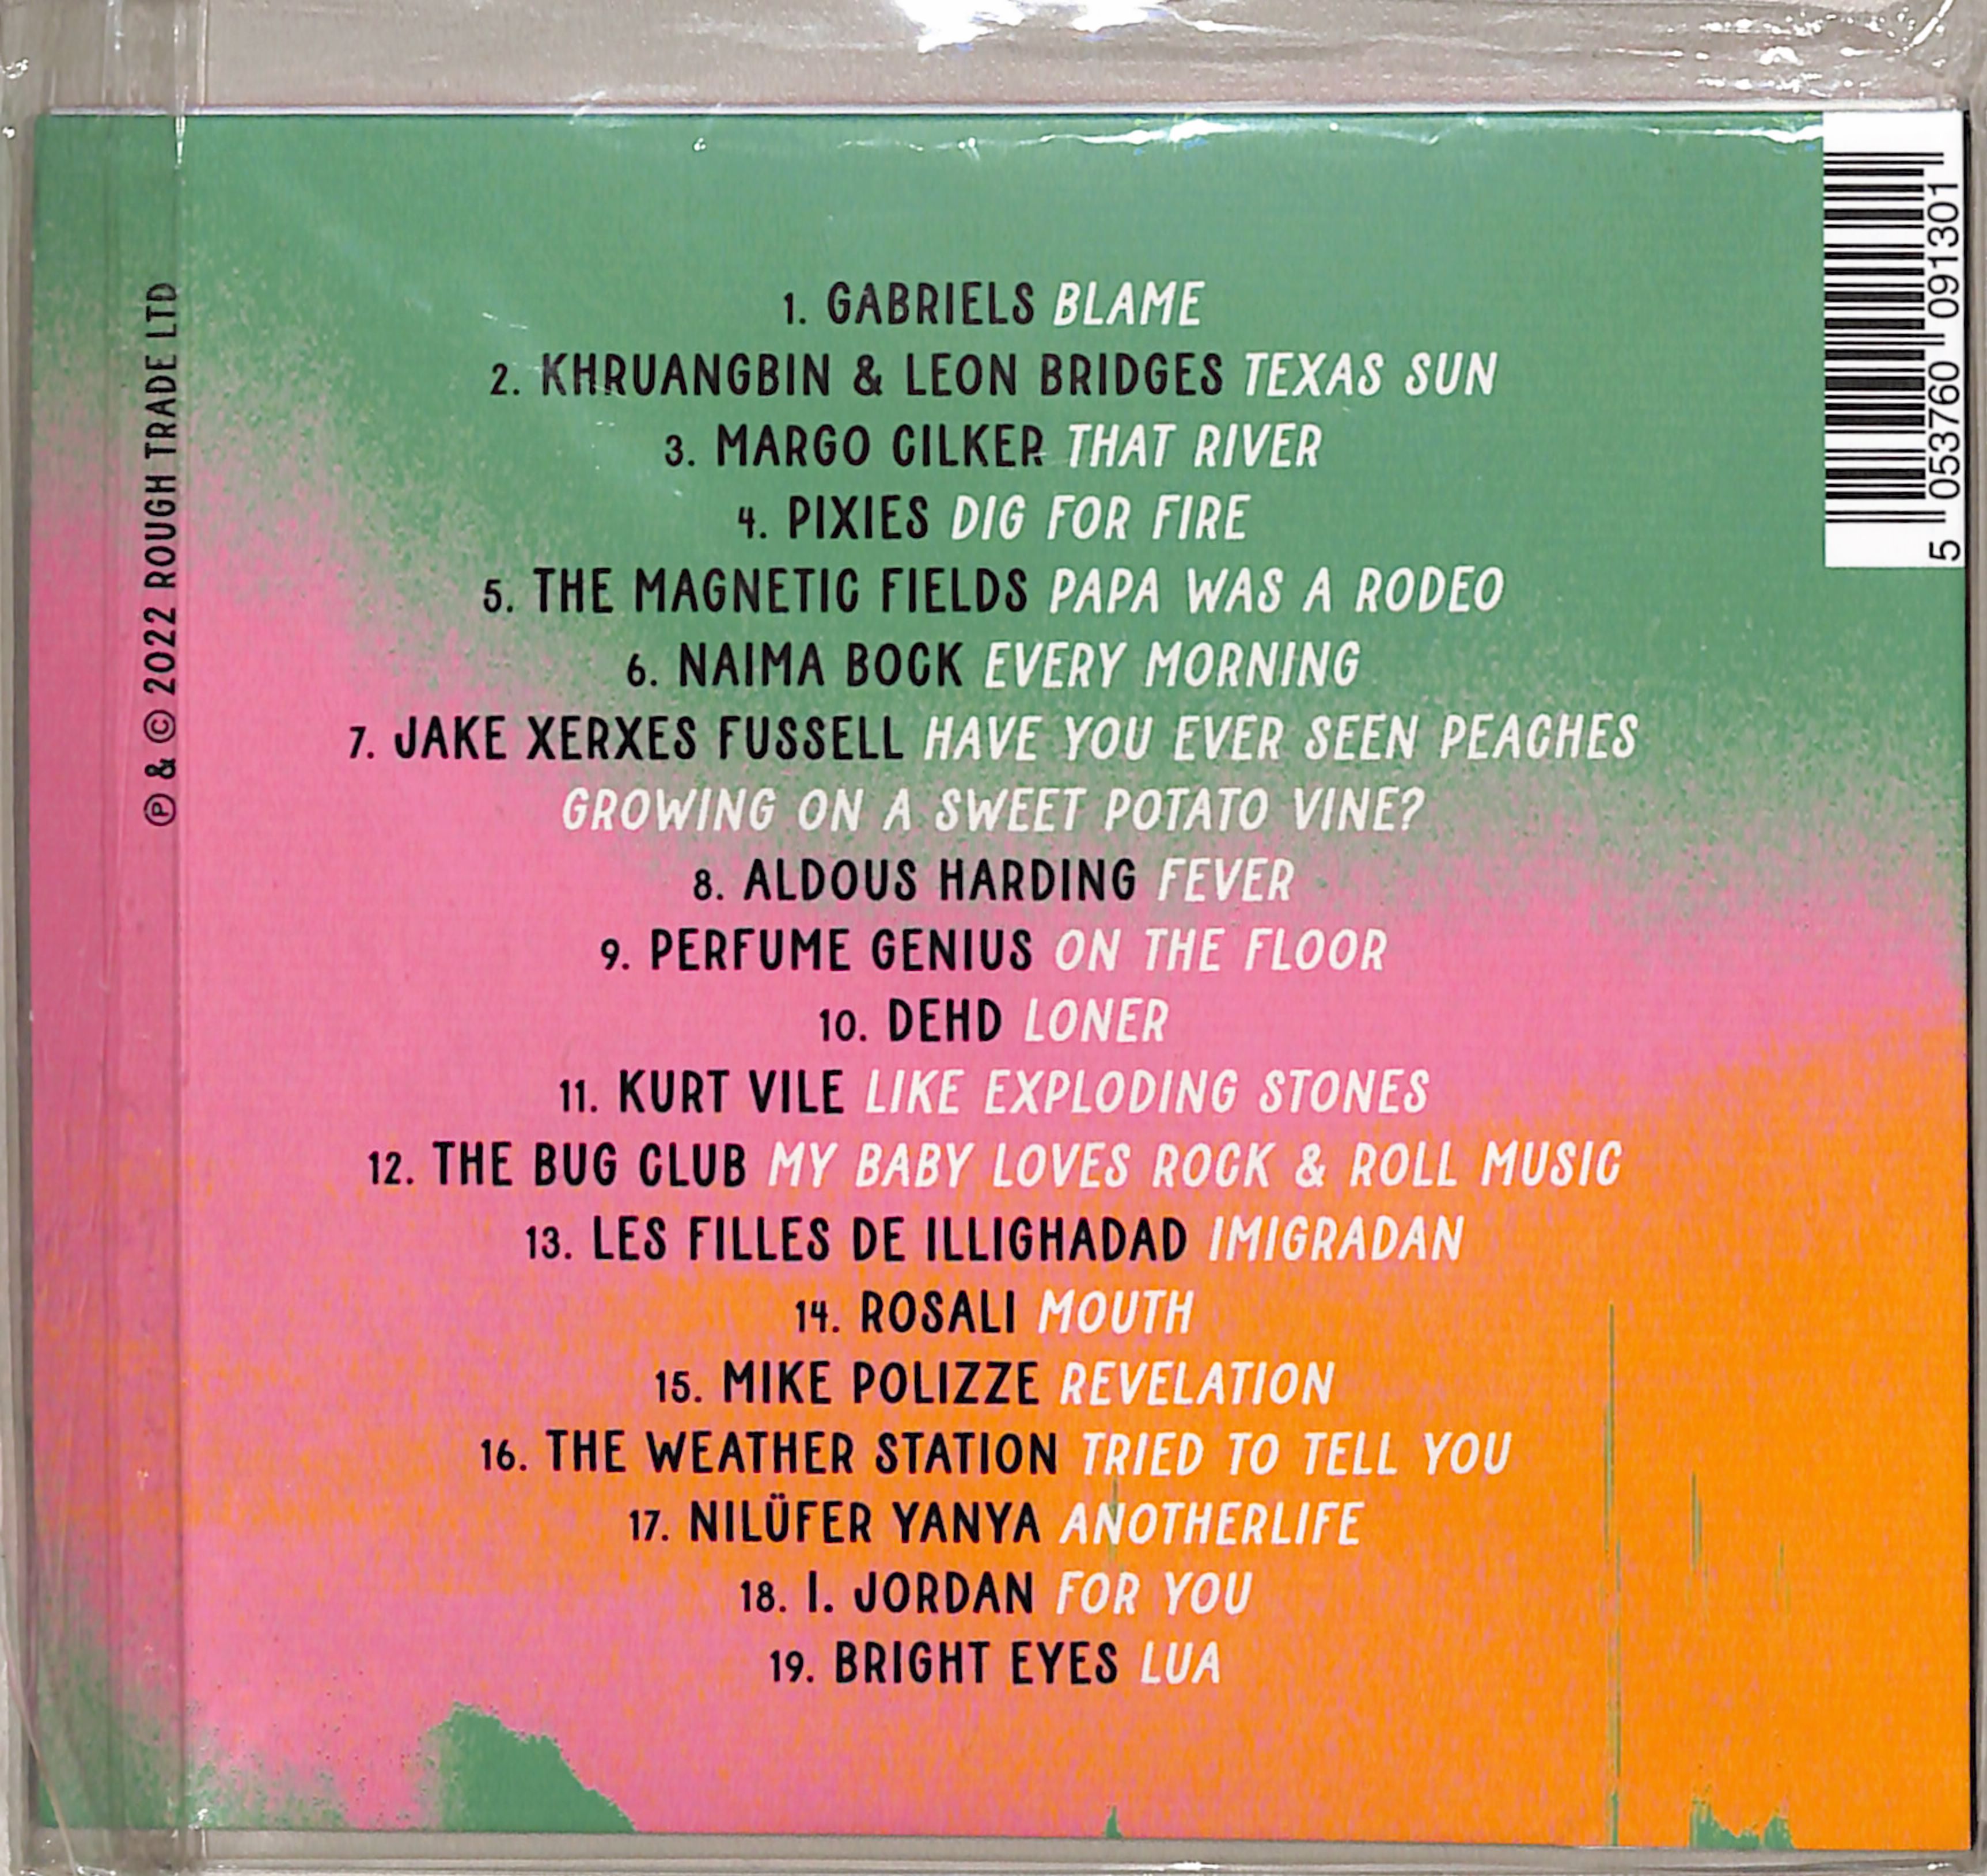 1. GABRIELS BLAME
2. KHRUANGBIN & LEON BRIDGES TEXAS SUN
3. MARGO CILKER THAT RIVER
4. PIXIES DIG FOR FIRE
5. THE MAGNETIC FIELDS PAPA WAS A RODEO
6. NAIMA BOCK EVERY MORNING
7. JAKE XERXES FUSSELL HAVE YOU EVER SEEN PEACHES
GROWING ON A SWEET POTATO VINE?
8. ALDOUS HARDING FEVER
9. PERFUME GENIUS ON THE FLOOR
10. DEHD LONER
11. KURT VILE LIKE EXPLODING STONES
12. THE BUG CLUB MY BABY LOVES ROCK & ROLL MUSIC
13. LES FILLES DE ILLIGHADAD IMIGRADAN
14. ROSALI MOUTH
15. MIKE POLIZZE REVELATION
16. THE WEATHER STATION TRIED TO TELL YOU
17. NILÜFER YANYA ANOTHERLIFE
18. I. JORDAN FOR YOU
19. BRIGHT EYES LUA
℗ & © 2022 ROUGH TRADE LTD
5 053760 091301